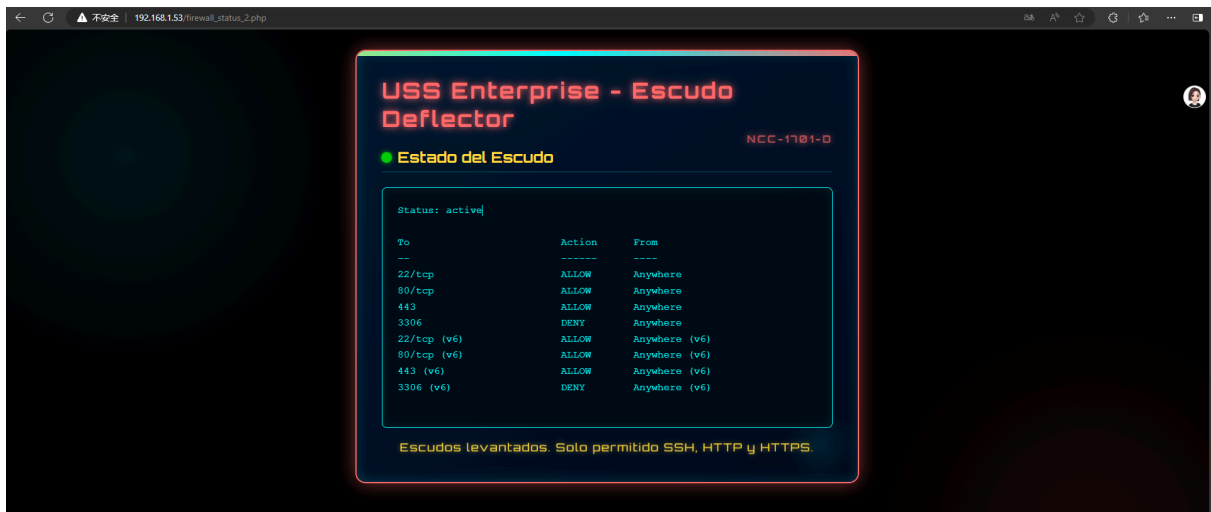 不安全 192.168.1.53/firewall_status_2.php
USS Enterprise - Escudo
Deflector
NCC-1701-D
Estado del Escudo
Status: active
To Action From
-- ------ ----
22/tcp ALLOW Anywhere
80/tcp ALLOW Anywhere
443 ALLOW Anywhere
3306 DENY Anywhere
22/tcp (v6) ALLOW Anywhere (v6)
80/tcp (v6) ALLOW Anywhere (v6)
443 (v6) ALLOW Anywhere (v6)
3306 (v6) DENY Anywhere (v6)
Escudos levantados. Solo permitido SSH, HTTP y HTTPS.